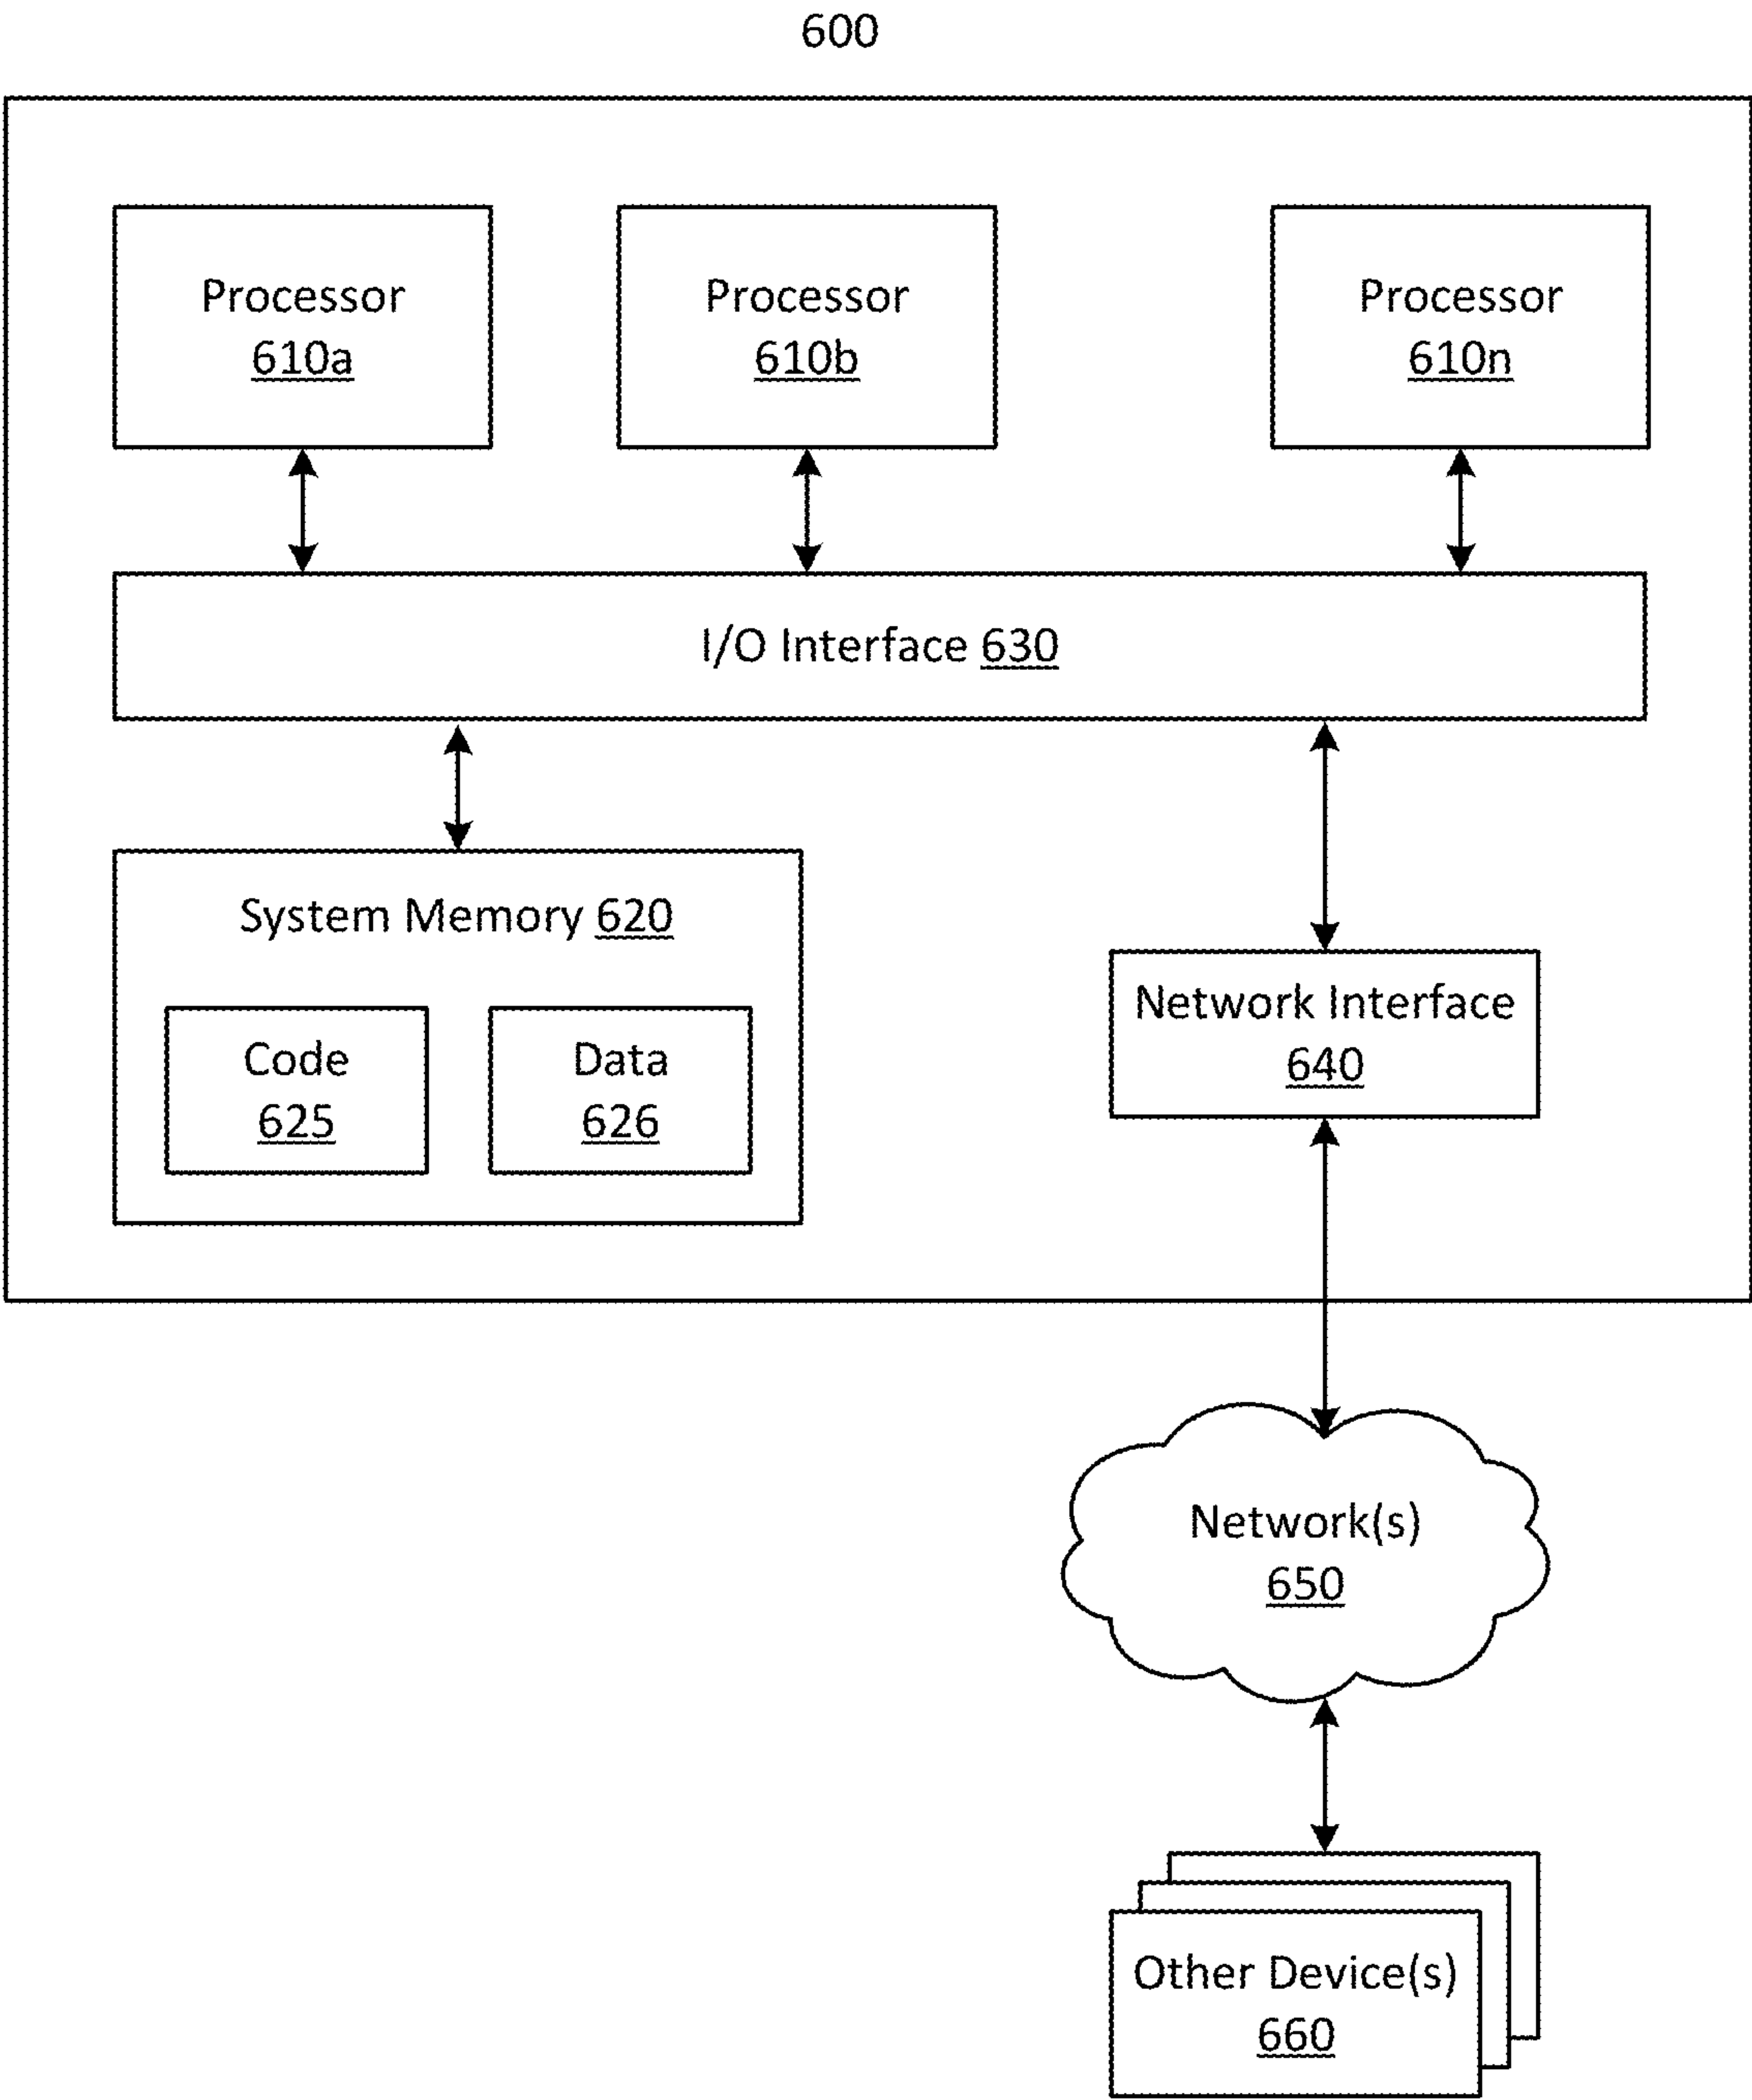 600
Processor
610a
Processor
610b
Processor
610n
I/O Interface 630
System Memory 620
Code
625
Data
626
Network Interface
640
Network(s)
650
Other Device(s)
660